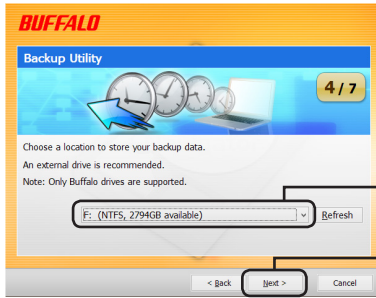 BUFFALO
Backup Utility
4/7
Choose a location to store your backup data.
An external drive is recommended.
Note: Only Buffalo drives are supported.
F: (NTFS, 2794GB available) Refresh
< Back Next > Cancel